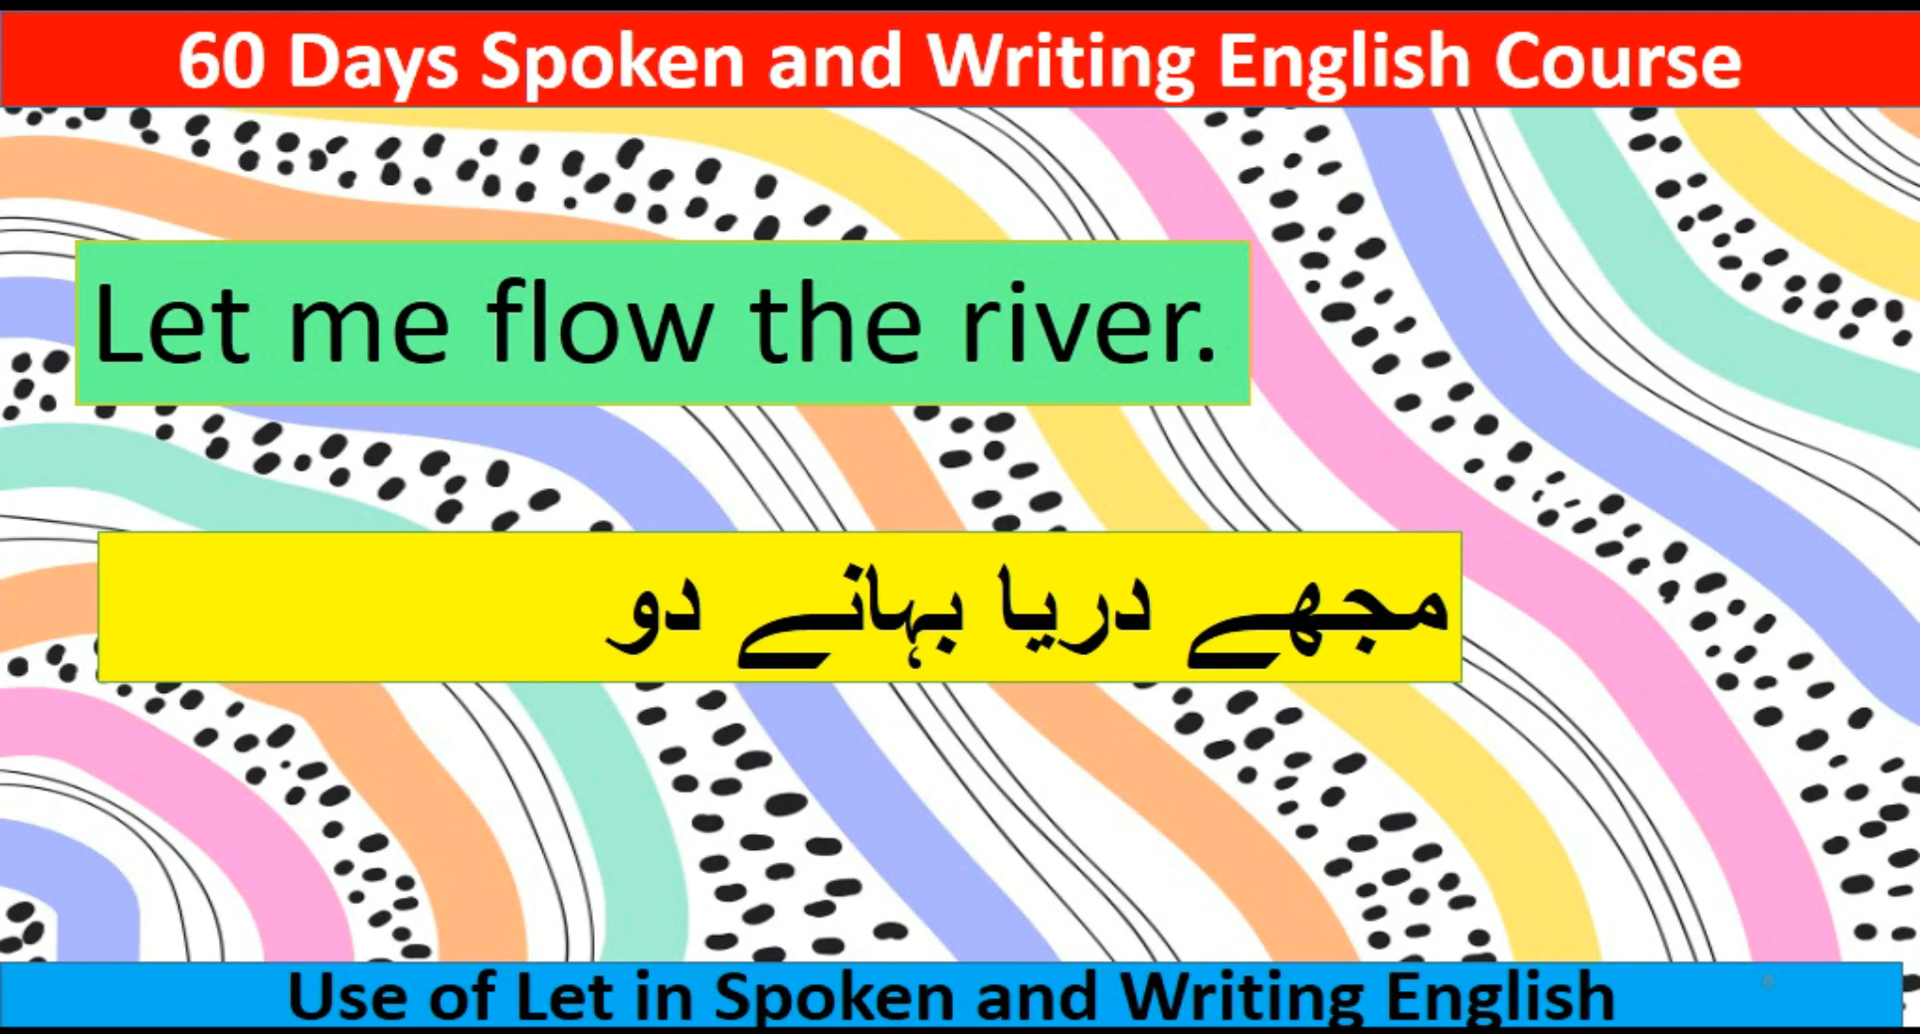 60 Days Spoken and Writing English Course
Let me flow the river.
مجھے دریا بہانے دو
Use of Let in Spoken and Writing English
6